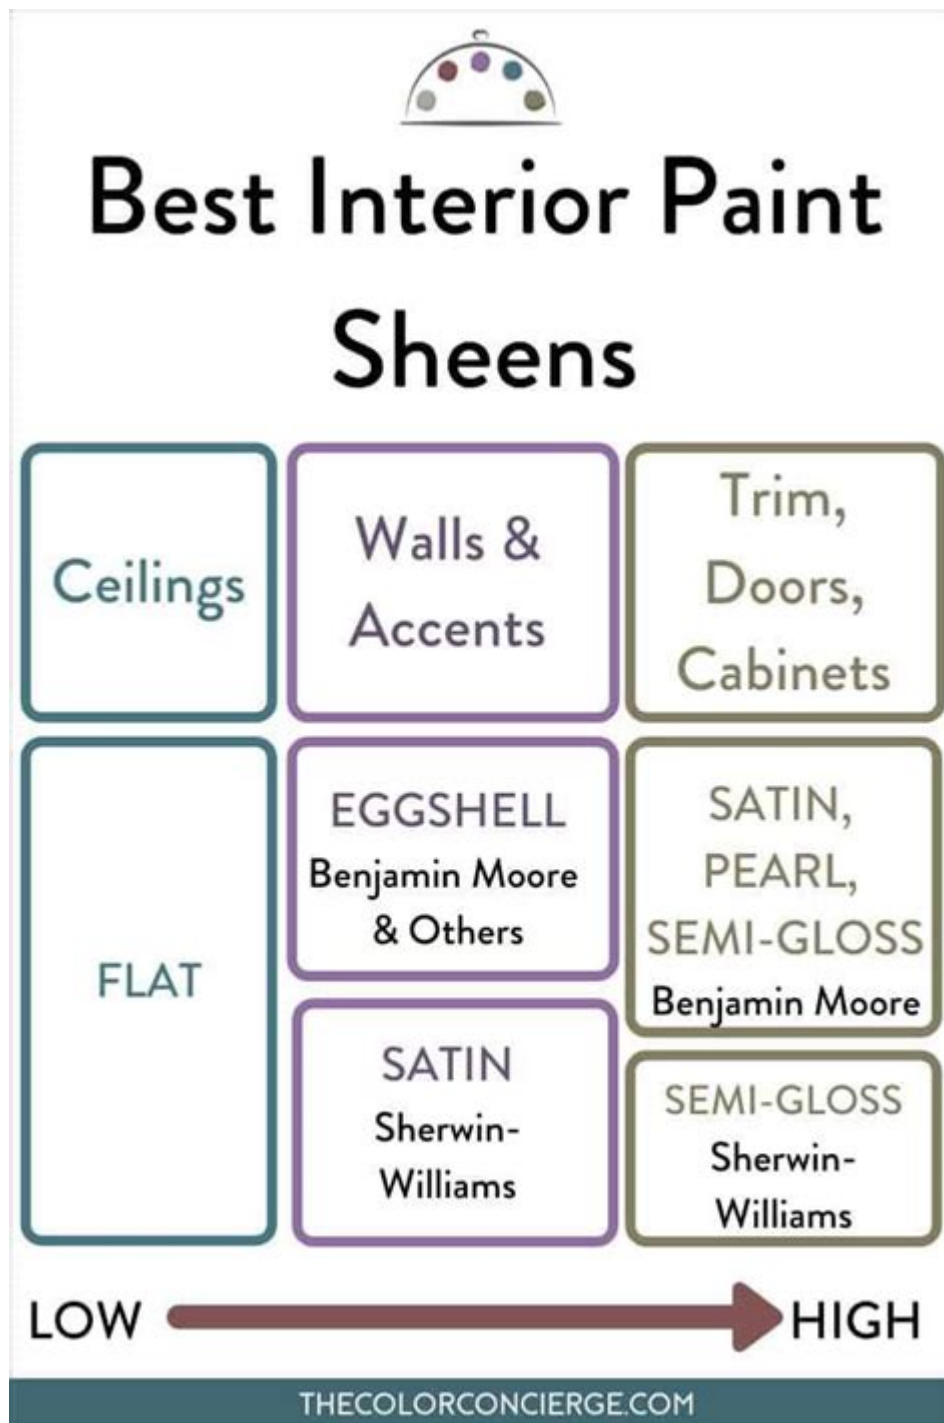 Best Interior Paint
Sheens
Ceilings
Walls &
Accents
Trim,
Doors,
Cabinets
FLAT
EGGSHELL
Benjamin Moore
& Others
SATIN
Sherwin-
Williams
SATIN,
PEARL,
SEMI-GLOSS
Benjamin Moore
SEMI-GLOSS
Sherwin-
Williams
LOW
HIGH
THECOLORCONCIERGE.COM